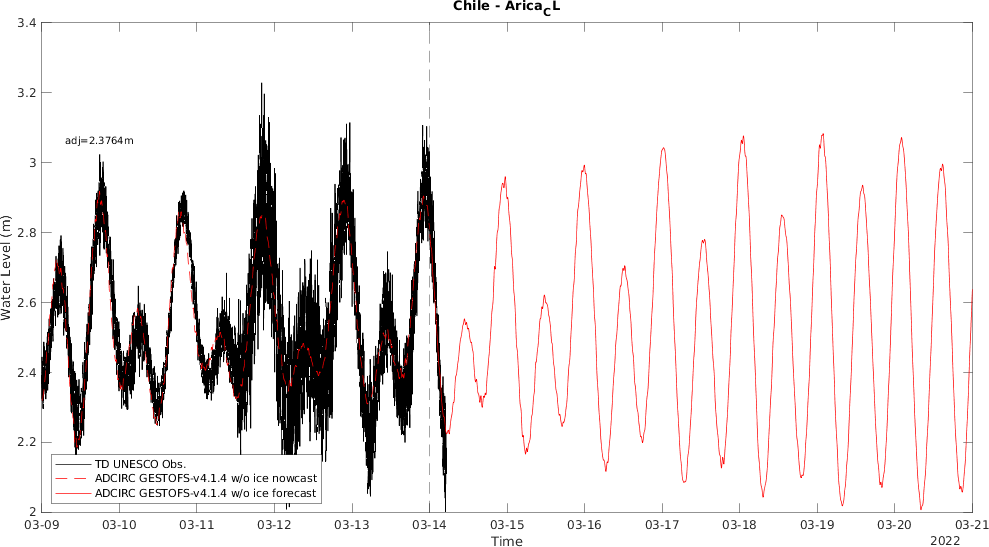 Chile - Arica_CL
3.4
3.2
3
2.8
2.6
2.4
2.2
2
Water Level (m)
adj=2.3764m
TD UNESCO Obs.
ADCIRC GESTOFS-v4.1.4 w/o ice nowcast
ADCIRC GESTOFS-v4.1.4 w/o ice forecast
03-09 03-10 03-11 03-12 03-13 03-14 03-15 03-16 03-17 03-18 03-19 03-20 03-21
Time
2022